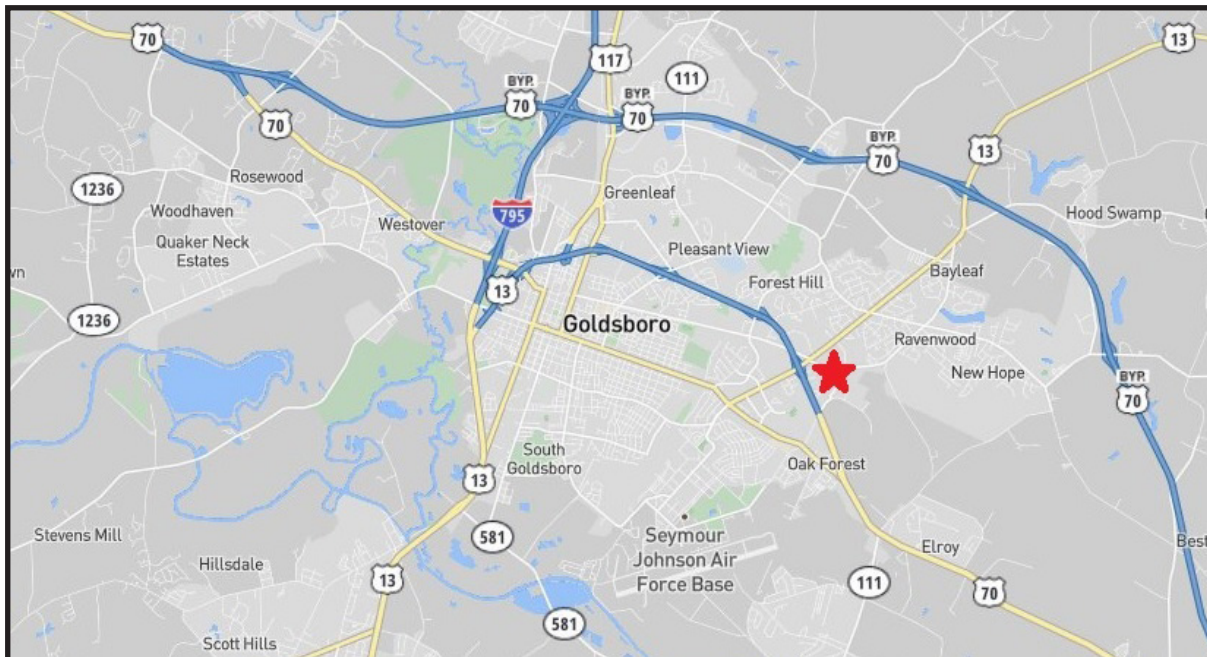 70
117
13
111
BYP.
70
BYP.
70
70
BYP.
70
13
1236
Rosewood
Woodhaven
Greenleaf
795
Westover
Hood Swamp
Quaker Neck
Estates
Pleasant View
Bayleaf
wn
Forest Hill
13
1236
Goldsboro
Ravenwood
New Hope
BYP.
70
South
Goldsboro
Oak Forest
13
Stevens Mill
581
Seymour
Johnson Air
Force Base
Elroy
Best
Hillsdale
13
111
70
581
Scott Hills